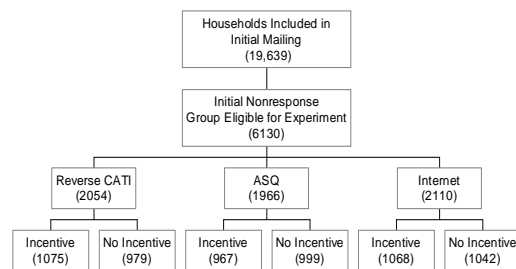 Households Included in
Initial Mailing
(19,639)
Initial Nonresponse
Group Eligible for Experiment
(6130)
Reverse CATI
(2054)
ASQ
(1966)
Internet
(2110)
Incentive
(1075)
No Incentive
(979)
Incentive
(967)
No Incentive
(999)
Incentive
(1068)
No Incentive
(1042)